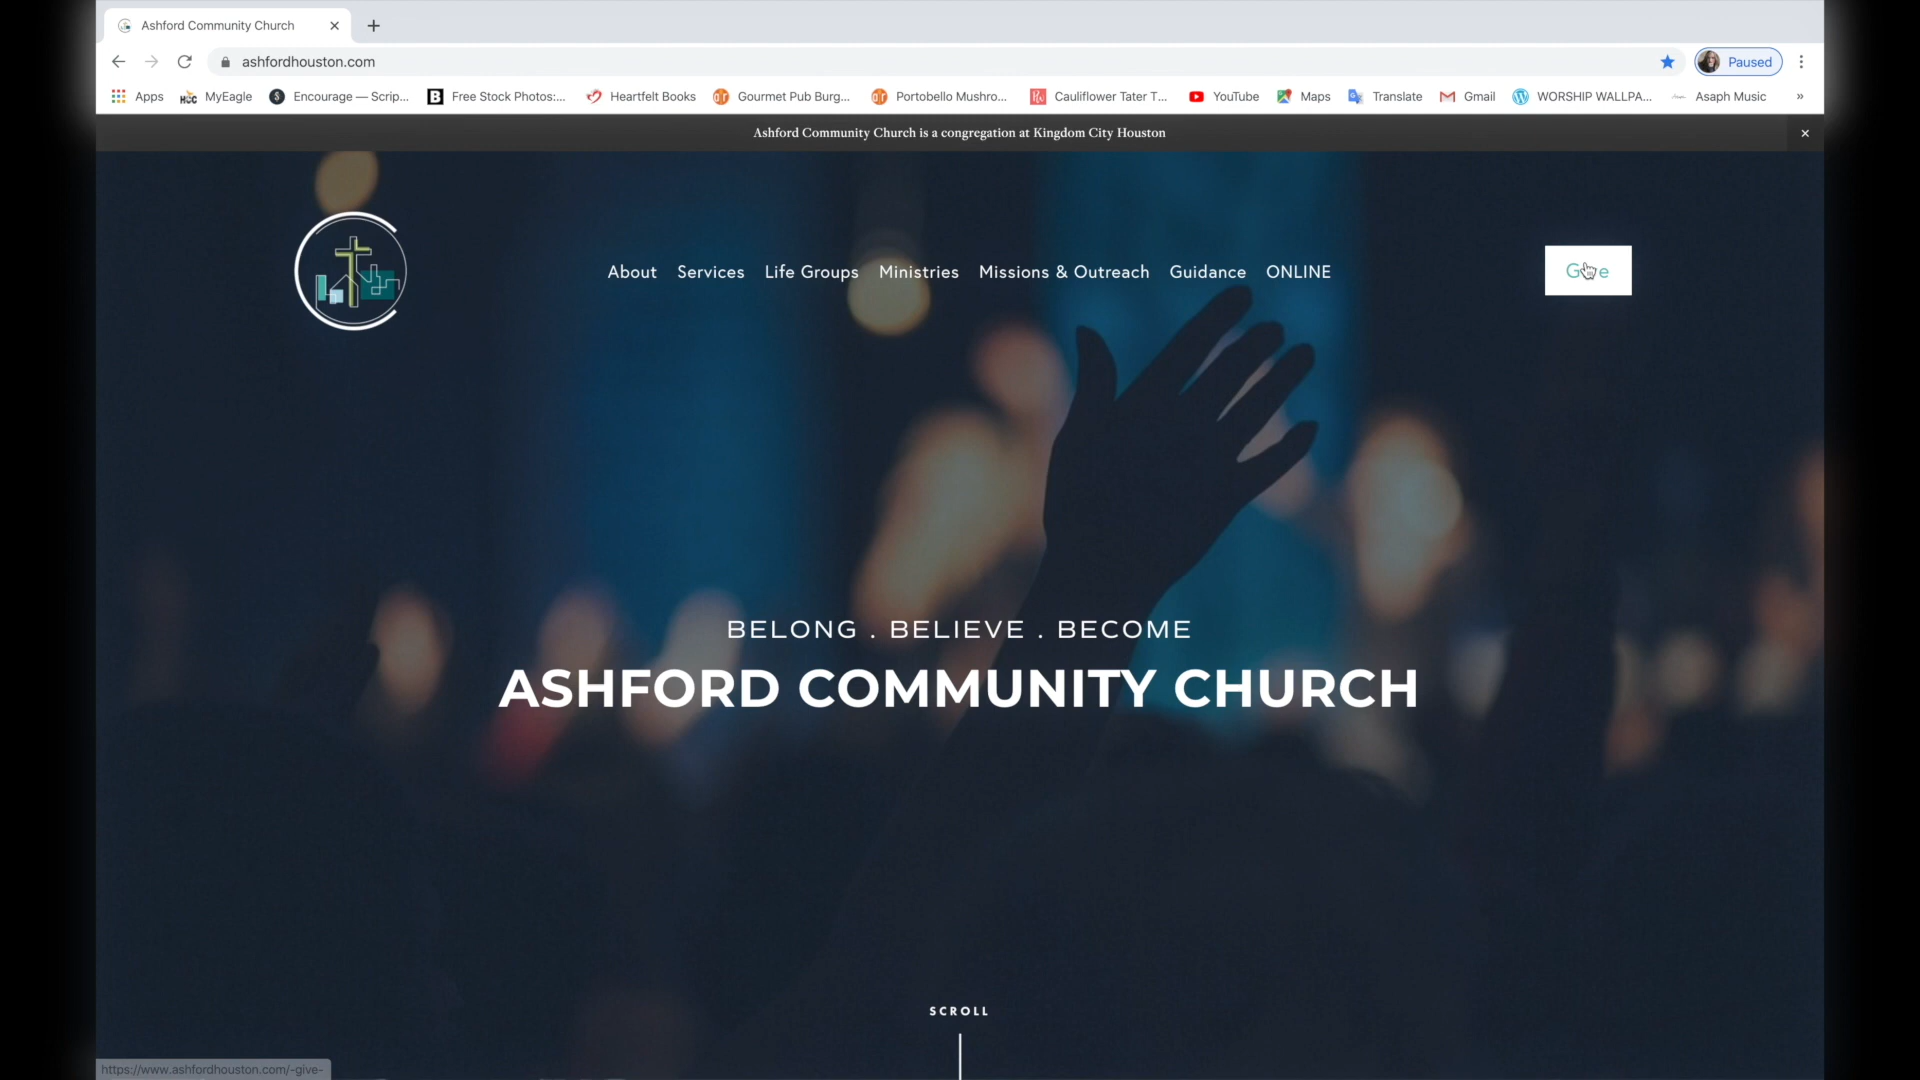 Ashford Community Church
ashfordhouston.com
Paused
Apps
MyEagle
Encourage — Scrip...
Free Stock Photos:...
Heartfelt Books
Gourmet Pub Burg...
Portobello Mushro...
Cauliflower Tater T...
YouTube
Maps
Translate
Gmail
WORSHIP WALLPA...
Asaph Music
»
Ashford Community Church is a congregation at Kingdom City Houston
About
Services
Life Groups
Ministries
Missions & Outreach
Guidance
ONLINE
Give
BELONG . BELIEVE . BECOME
ASHFORD COMMUNITY CHURCH
SCROLL
https://www.ashfordhouston.com/-give-